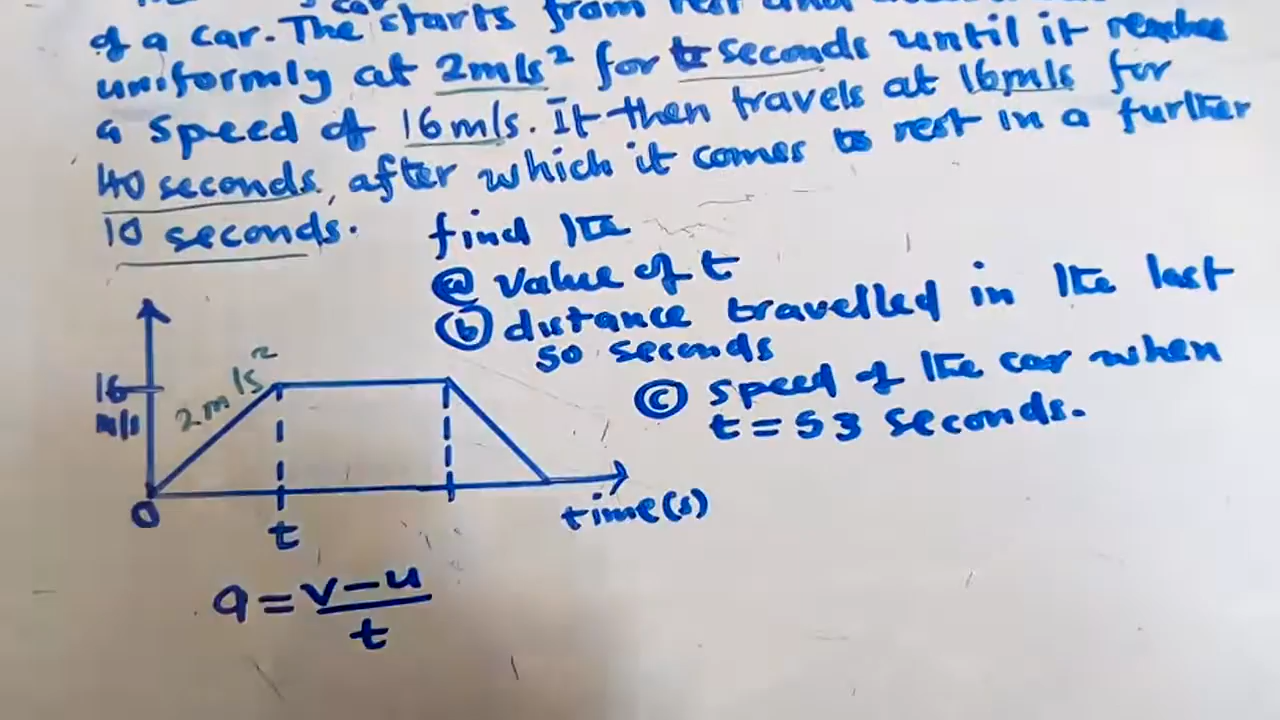 car
of a car. The starts from rest and
uniformly at 2m/s² for t seconds until it reaches
a speed of 16m/s. It then travels at 16m/s for
40 seconds, after which it comes to rest in a further
10 seconds. find the
@ value of t
ⓑ distance travelled in the last
50 seconds
ⓒ speed of the car when
t = 53 seconds.
16
m/s
2m/s²
0
t
time(s)
a = v-u
t